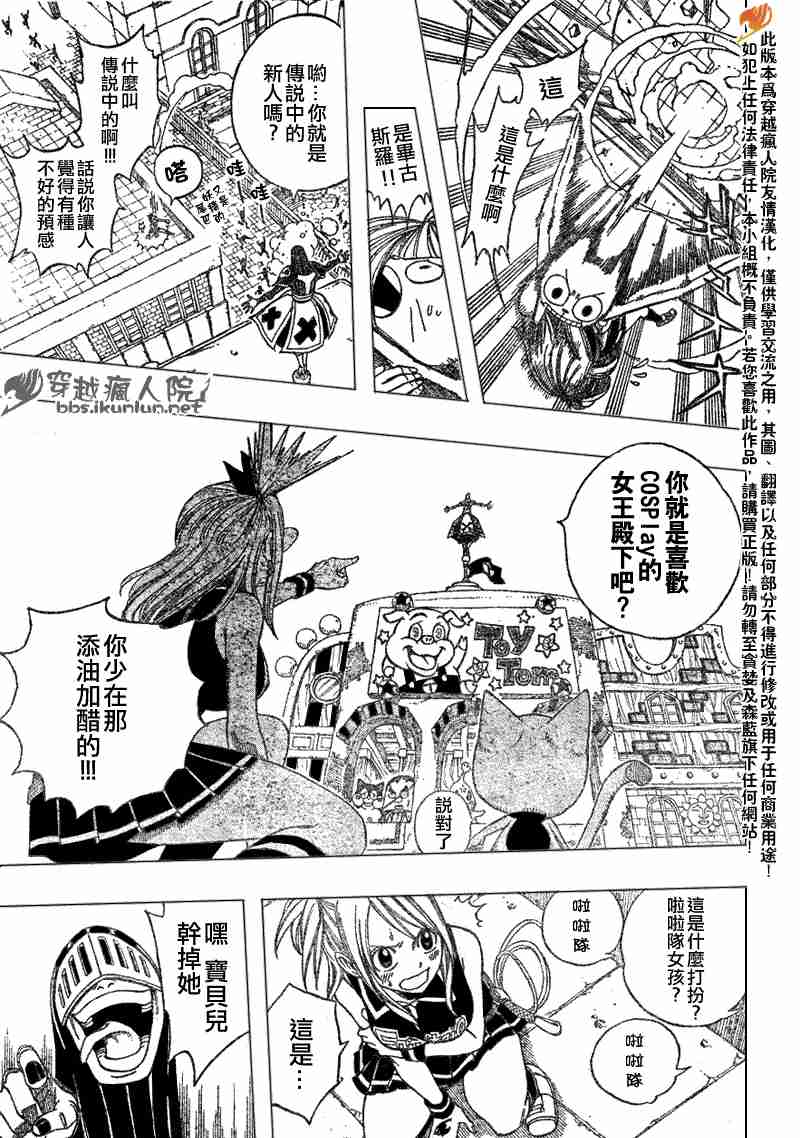 此版本爲穿越瘋人院友情漢化，僅供學習交流之用，其圖、翻譯以及任何部分不得進行修改或用于任何商業用途！
如犯上任何法律責任，本小組概不負責。若您喜歡此作品，請購買正版！請勿轉至貪婪及森藍旗下任何網站！
這
這是什麼啊
是畢古
斯羅!!
喲…你就是
傳說中的
新人嗎？
哇
哇
嗒
什麼叫
傳説中的啊!!!
話説你讓人
覺得有種
不好的預感
穿越瘋人院
bbs.ikunlun.net
你就是喜歡
COSPlay的
女王殿下吧？
Toy
Tom
你少在那
添油加醋的!!!
說對了
這是什麼打扮？
啦啦隊女孩？
啦啦隊
啦啦隊
這是…
嘿 寶貝兒
幹掉她